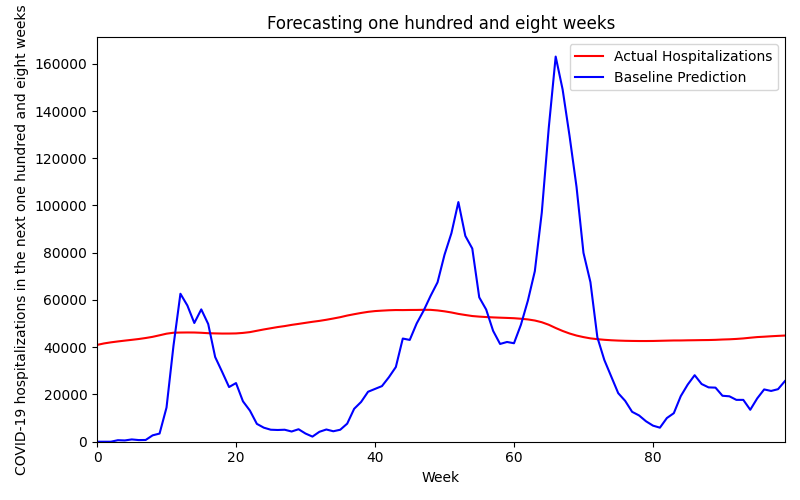 Forecasting one hundred and eight weeks
COVID-19 hospitalizations in the next one hundred and eight weeks
160000
140000
120000
100000
80000
60000
40000
20000
0
Actual Hospitalizations
Baseline Prediction
0 20 40 60 80
Week